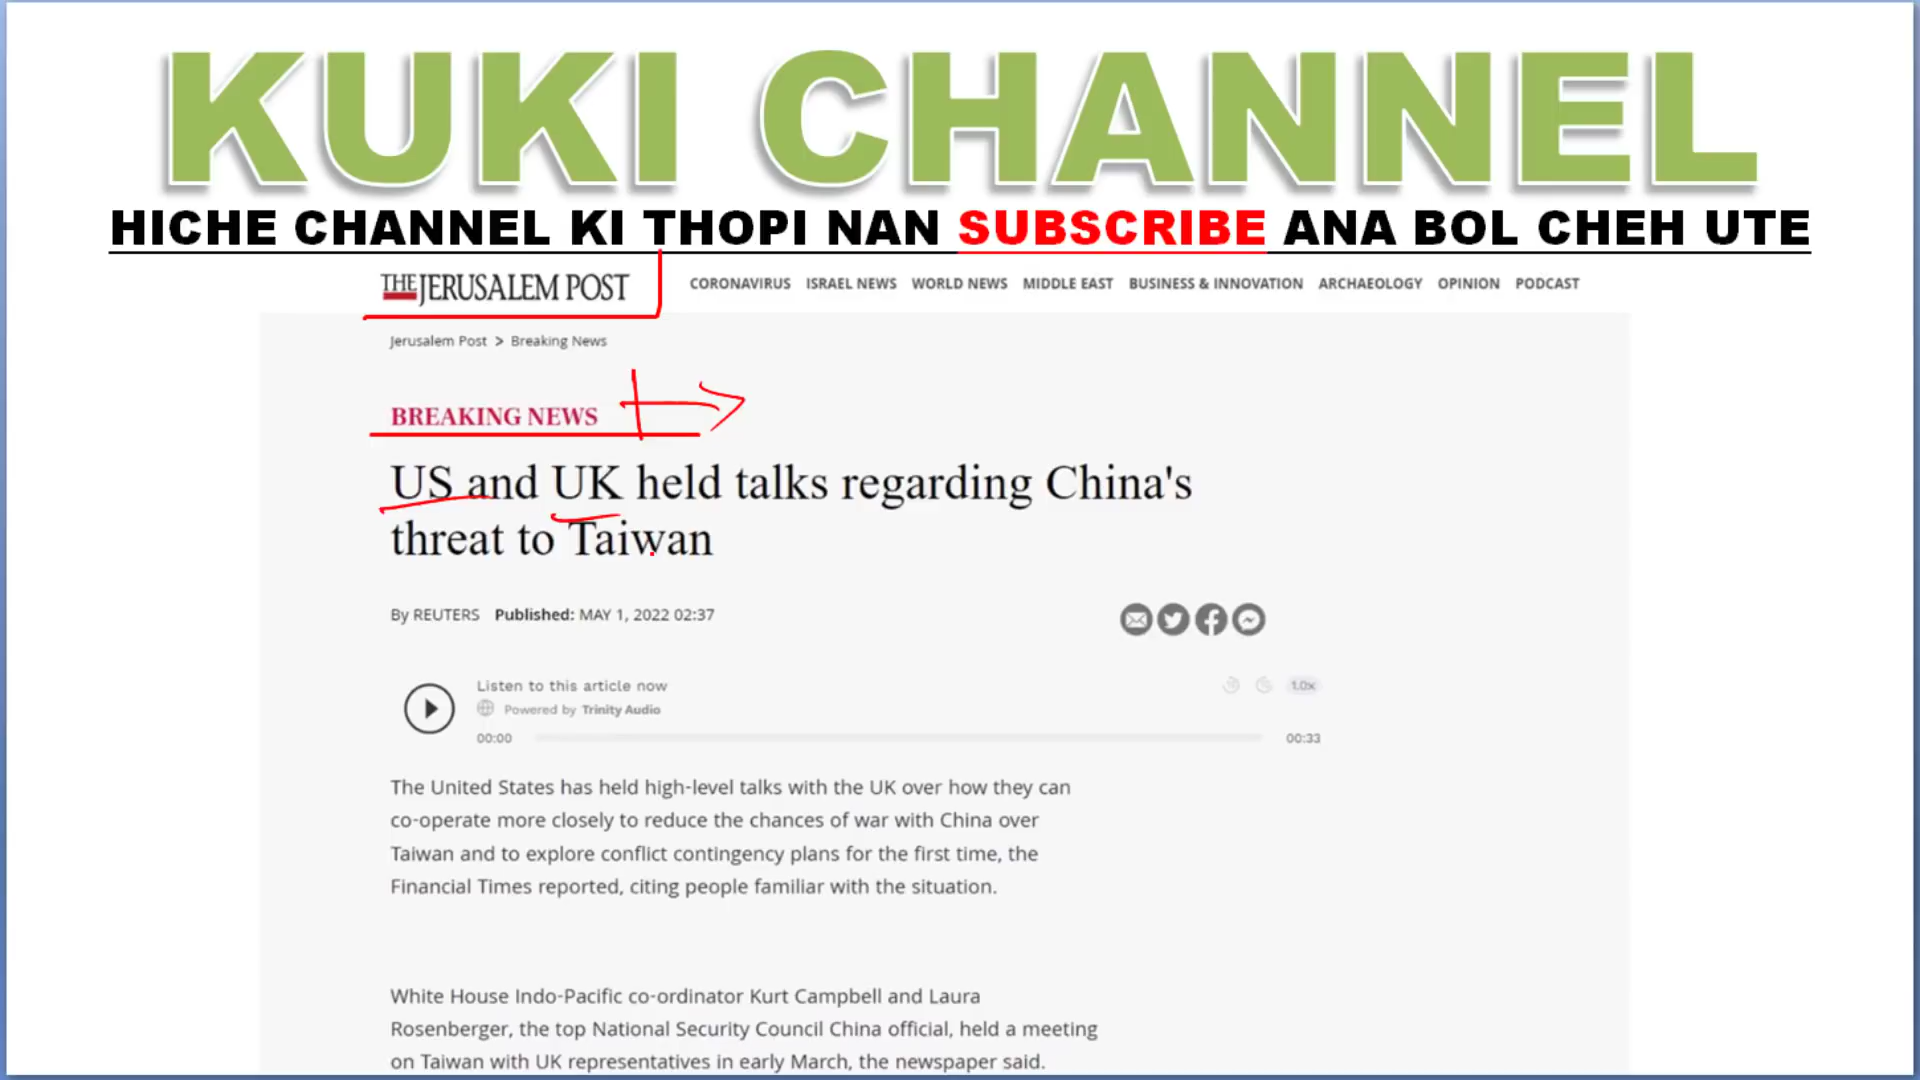 KUKI CHANNEL
HICHE CHANNEL KI THOPI NAN SUBSCRIBE ANA BOL CHEH UTE
THE JERUSALEM POST CORONAVIRUS ISRAEL NEWS WORLD NEWS MIDDLE EAST BUSINESS & INNOVATION ARCHAEOLOGY OPINION PODCAST
Jerusalem Post > Breaking News
BREAKING NEWS
US and UK held talks regarding China's
threat to Taiwan
By REUTERS Published: MAY 1, 2022 02:37
Listen to this article now
1.0x
Powered by Trinity Audio
00:00 00:33
The United States has held high-level talks with the UK over how they can
co-operate more closely to reduce the chances of war with China over
Taiwan and to explore conflict contingency plans for the first time, the
Financial Times reported, citing people familiar with the situation.
White House Indo-Pacific co-ordinator Kurt Campbell and Laura
Rosenberger, the top National Security Council China official, held a meeting
on Taiwan with UK representatives in early March, the newspaper said.